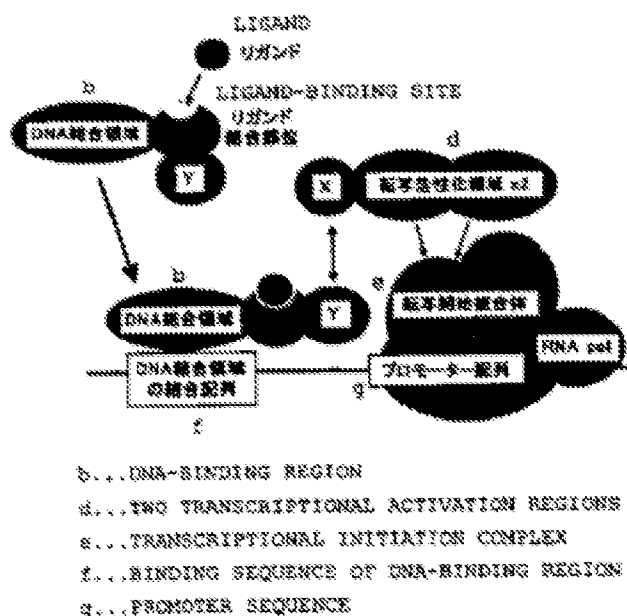 LIGAND
リガンド
b
LIGAND-BINDING SITE
DNA結合領域
リガンド
結合部位
Y
d
X
転写活性化領域 x2
b
e
DNA結合領域
Y
転写開始複合体
RNA pol
DNA結合領域
の結合配列
プロモーター配列
g
f
b...DNA-BINDING REGION
d...TWO TRANSCRIPTIONAL ACTIVATION REGIONS
e...TRANSCRIPTIONAL INITIATION COMPLEX
f...BINDING SEQUENCE OF DNA-BINDING REGION
g...PROMOTER SEQUENCE